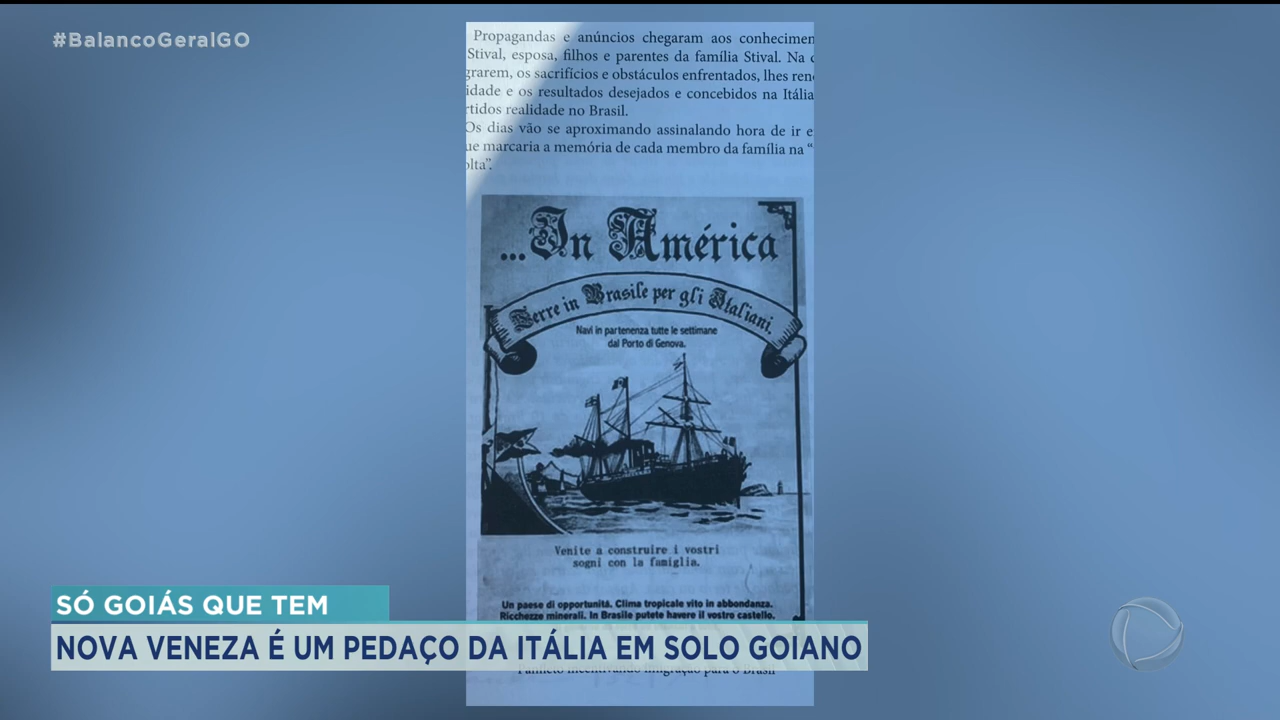 #BalancoGeralGO
Propagandas e anúncios chegaram aos conhecimen
Stival, esposa, filhos e parentes da família Stival. Na
grarem, os sacrifícios e obstáculos enfrentados, lhes ren
idade e os resultados desejados e concebidos na Itália
rtidos realidade no Brasil.
Os dias vão se aproximando assinalando hora de ir e
ue marcaria a memória de cada membro da família na "
olta".
...In América
Terre in Brasile per gli Italiani.
Navi in partenenza tutte le settimane
dal Porto di Genova.
Venite a construire i vostri
sogni con la famiglia.
Un paese di opportunitá. Clima tropicale vito in abbondanza.
Ricchezze minerali. In Brasile putete havere il vostro castello.
SÓ GOIÁS QUE TEM
NOVA VENEZA É UM PEDAÇO DA ITÁLIA EM SOLO GOIANO
Panfleto incentivando imigração para o Brasil